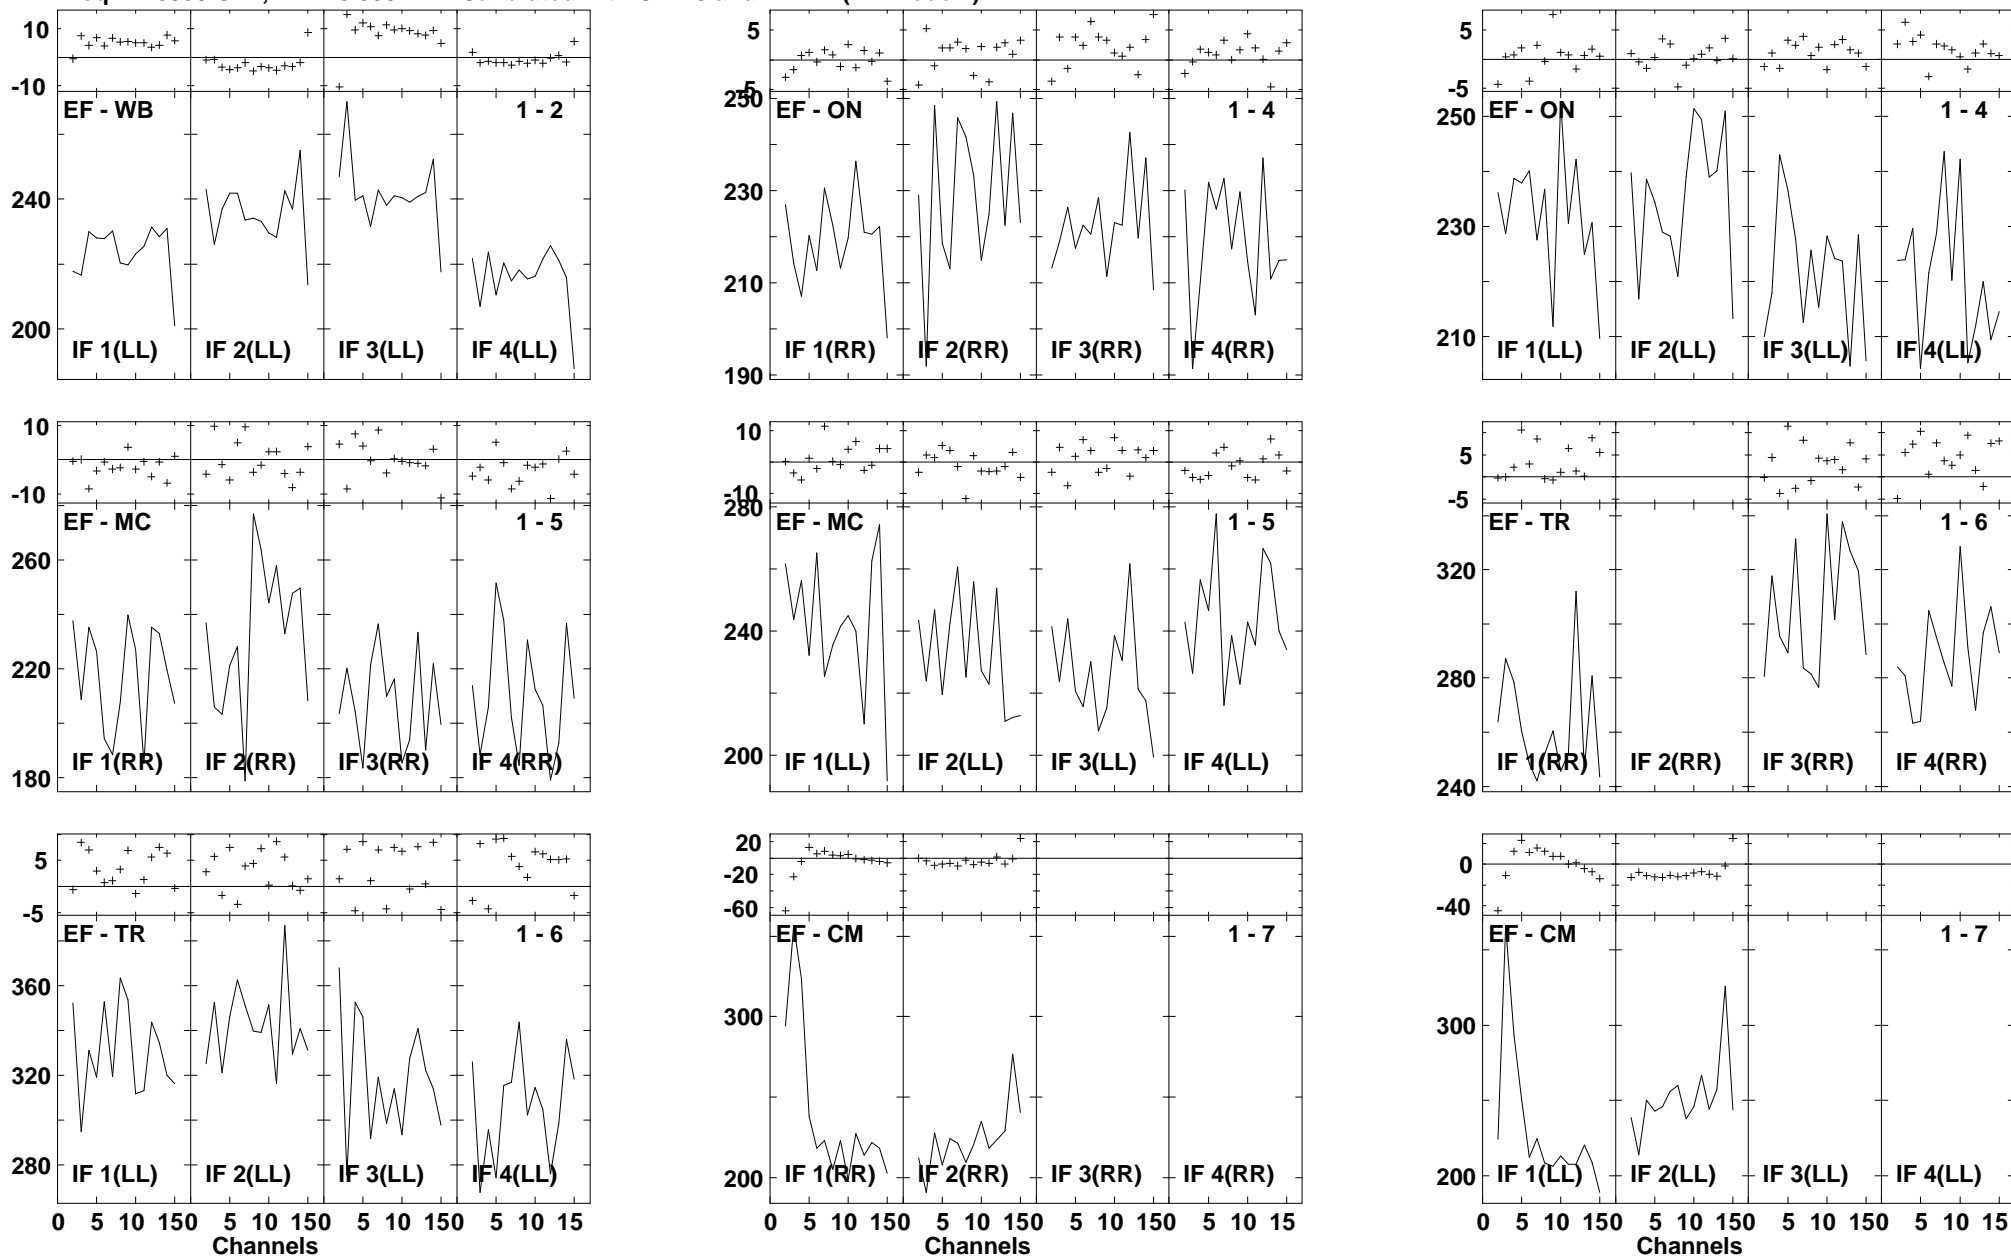 10
-10
EF - WB
1 - 2
240
200
IF 1(LL)
IF 2(LL)
IF 3(LL)
IF 4(LL)
5
-5
250
EF - ON
1 - 4
230
210
190
IF 1(RR)
IF 2(RR)
IF 3(RR)
IF 4(RR)
5
-5
EF - ON
1 - 4
250
230
210
IF 1(LL)
IF 2(LL)
IF 3(LL)
IF 4(LL)
10
-10
EF - MC
1 - 5
260
220
180
IF 1(RR)
IF 2(RR)
IF 3(RR)
IF 4(RR)
10
-10
280
EF - MC
1 - 5
240
200
IF 1(LL)
IF 2(LL)
IF 3(LL)
IF 4(LL)
5
-5
EF - TR
1 - 6
320
280
240
IF 1(RR)
IF 2(RR)
IF 3(RR)
IF 4(RR)
5
-5
EF - TR
1 - 6
360
320
280
IF 1(LL)
IF 2(LL)
IF 3(LL)
IF 4(LL)
0 5 10 150 5 10 150 5 10 150 5 10 15
Channels
20
-20
-60
EF - CM
1 - 7
300
200
IF 1(RR)
IF 2(RR)
IF 3(RR)
IF 4(RR)
0 5 10 150 5 10 150 5 10 150 5 10 15
Channels
0
-40
EF - CM
1 - 7
300
200
IF 1(LL)
IF 2(LL)
IF 3(LL)
IF 4(LL)
0 5 10 150 5 10 150 5 10 150 5 10 15
Channels